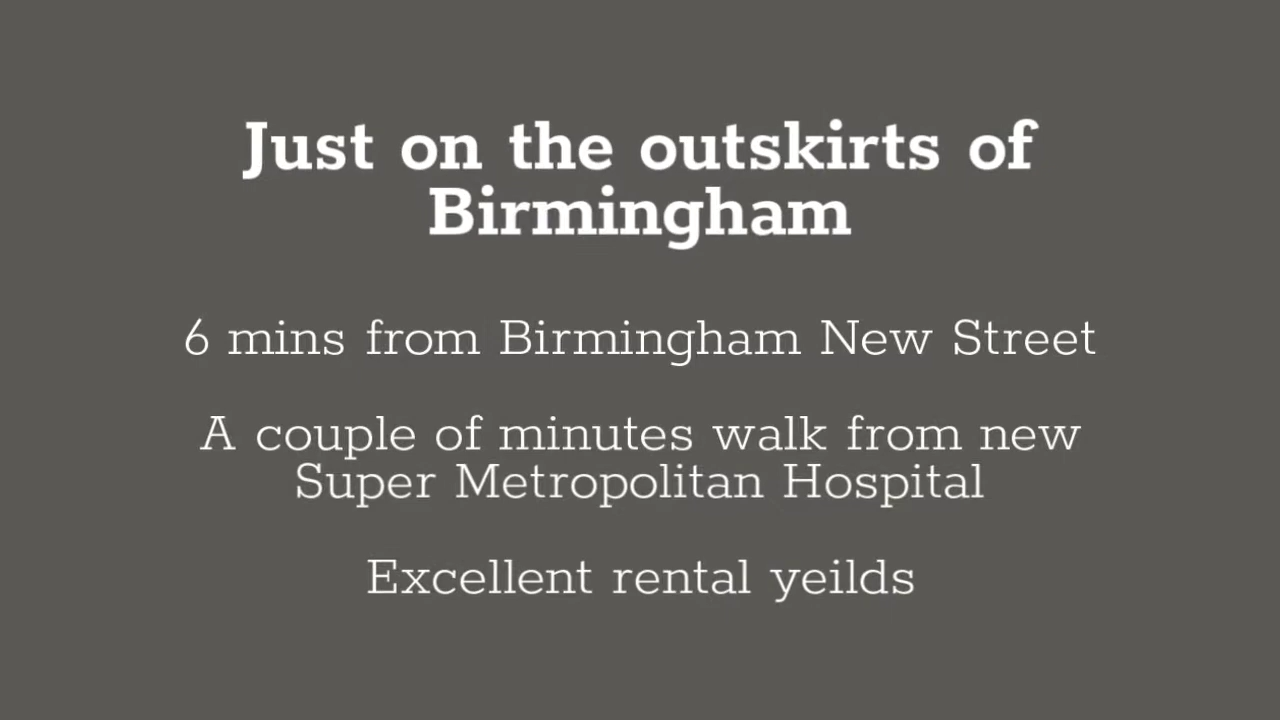 Just on the outskirts of
Birmingham
6 mins from Birmingham New Street
A couple of minutes walk from new
Super Metropolitan Hospital
Excellent rental yeilds